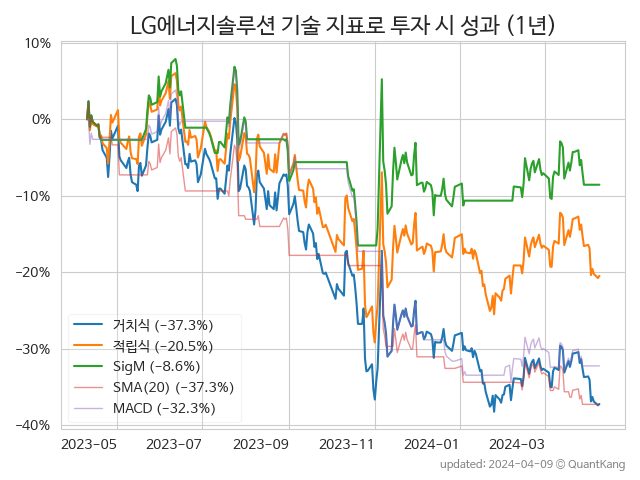 LG에너지솔루션 기술 지표로 투자 시 성과 (1년)
10%
0%
−10%
−20%
−30%
−40%
거치식 (−37.3%)
적립식 (−20.5%)
SigM (−8.6%)
SMA(20) (−37.3%)
MACD (−32.3%)
2023-05 2023-07 2023-09 2023-11 2024-01 2024-03
updated: 2024-04-09 © QuantKang